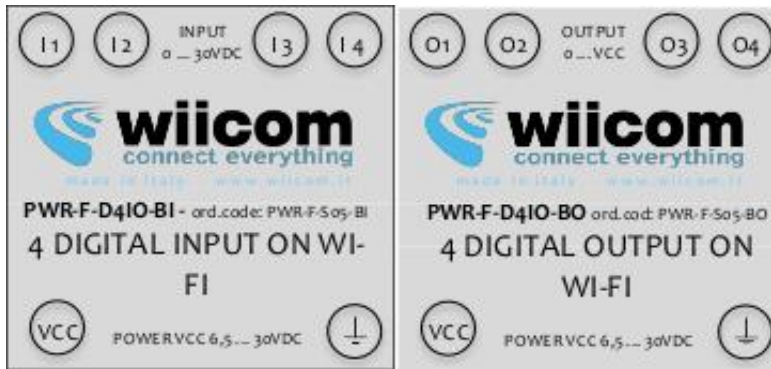 I1 I2 INPUT I3 I4
0 ... 30VDC
wiicom
connect everything
made in Italy www.wiicom.it
PWR-F-D4IO-BI - ord.code: PWR-F-S05-BI
4 DIGITAL INPUT ON WI-
FI
VCC POWER VCC 6,5.... 30VDC
O1 O2 OUTPUT O3 O4
0 ....VCC
wiicom
connect everything
made in Italy www.wiicom.it
PWR-F-D4IO-BO ord.cod: PWR-F-S05-BO
4 DIGITAL OUTPUT ON
WI-FI
VCC POWER VCC 6,5.... 30VDC